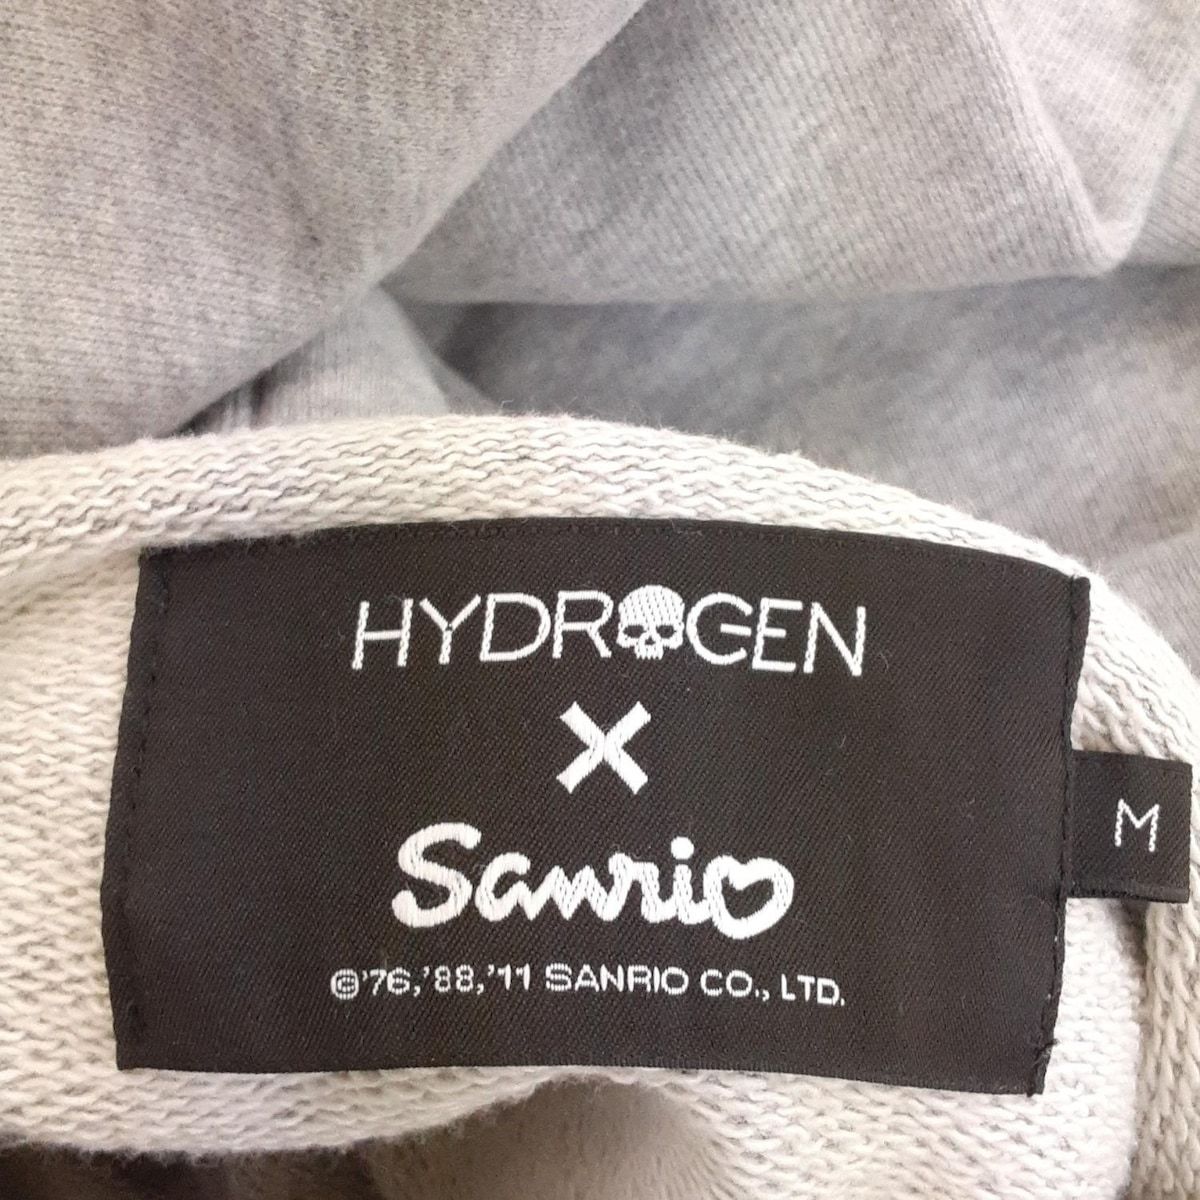 HYDROGEN
×
Sanrio
©'76,'88,'11 SANRIO CO., LTD.
M